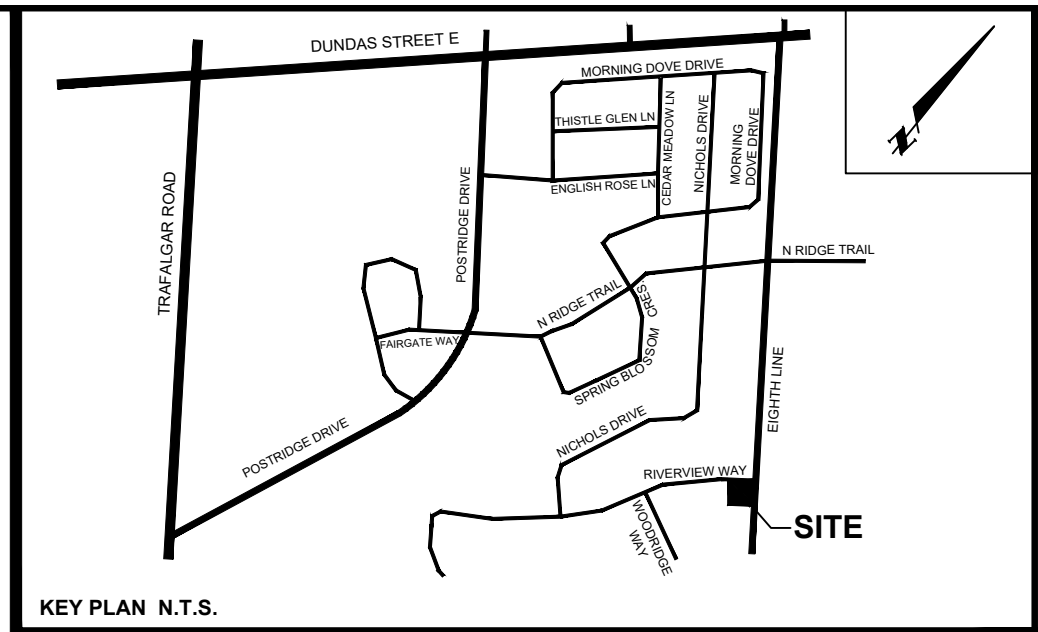 DUNDAS STREET E
MORNING DOVE DRIVE
THISTLE GLEN LN
CEDAR MEADOW LN
NICHOLS DRIVE
MORNING
DOVE DRIVE
ENGLISH ROSE LN
TRAFALGAR ROAD
POSTRIDGE DRIVE
N RIDGE TRAIL
N RIDGE TRAIL
FAIRGATE WAY
SPRING BLOSSOM CRES
EIGHTH LINE
POSTRIDGE DRIVE
NICHOLS DRIVE
RIVERVIEW WAY
WOODRIDGE
WAY
SITE
KEY PLAN N.T.S.
N